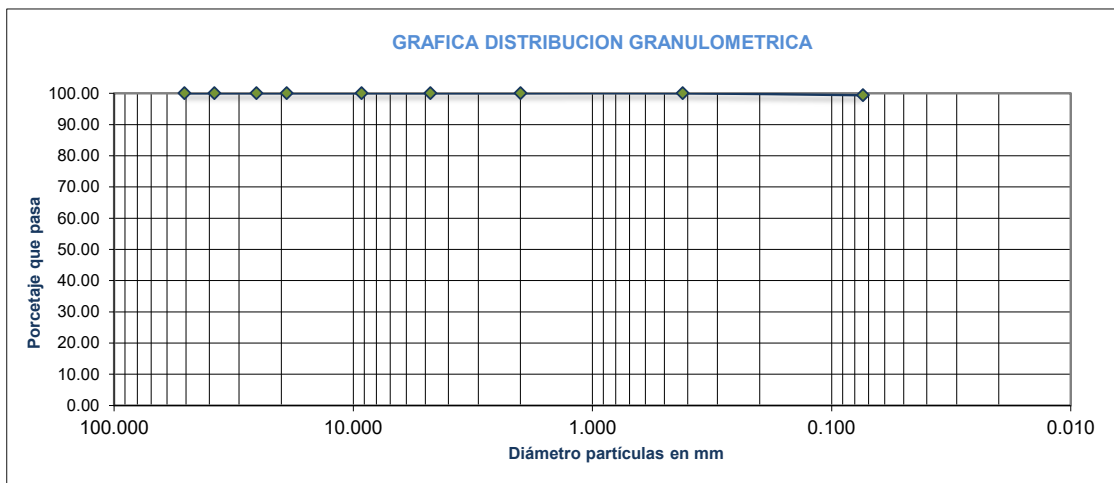 GRAFICA DISTRIBUCION GRANULOMETRICA
100.00
90.00
80.00
70.00
60.00
50.00
40.00
30.00
20.00
10.00
0.00
Porcetaje que pasa
100.000 10.000 1.000 0.100 0.010
Diámetro partículas en mm